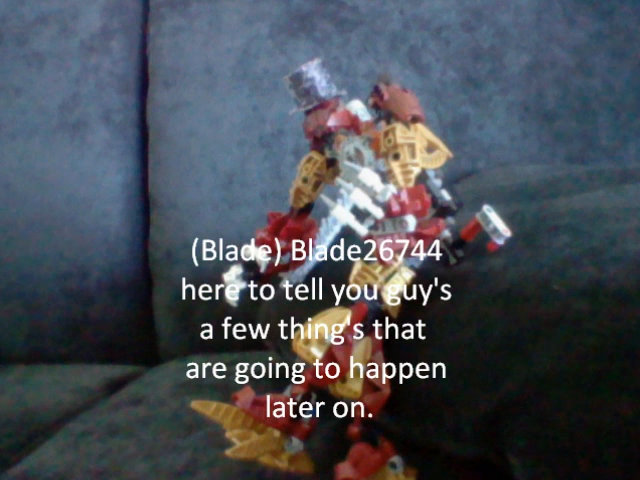 (Blade) Blade26744
here to tell you guy's
a few thing's that
are going to happen
later on.